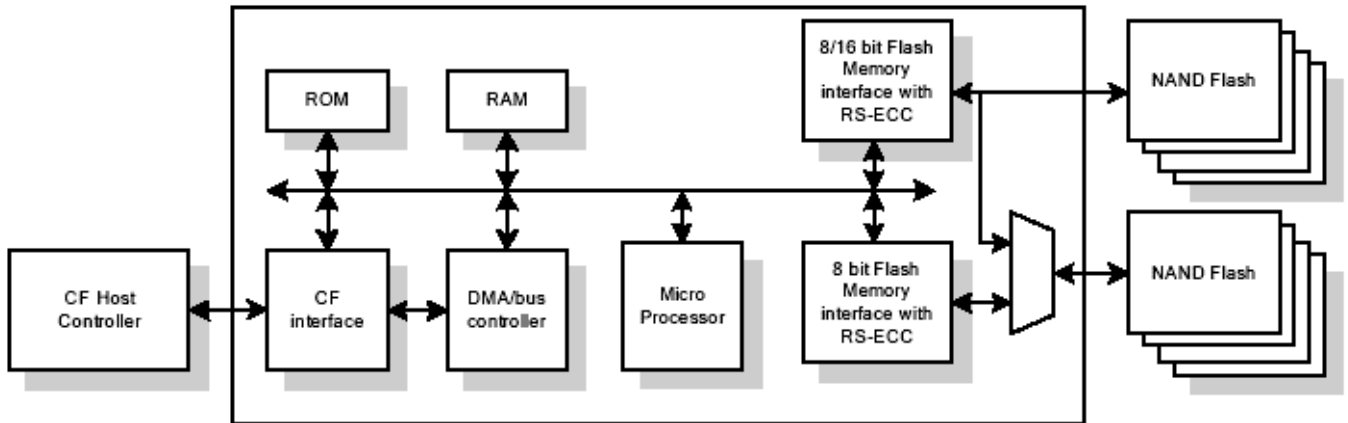 8/16 bit Flash
Memory
interface with
RS-ECC
NAND Flash
ROM
RAM
CF Host
Controller
CF
interface
DMA/bus
controller
Micro
Processor
8 bit Flash
Memory
interface with
RS-ECC
NAND Flash